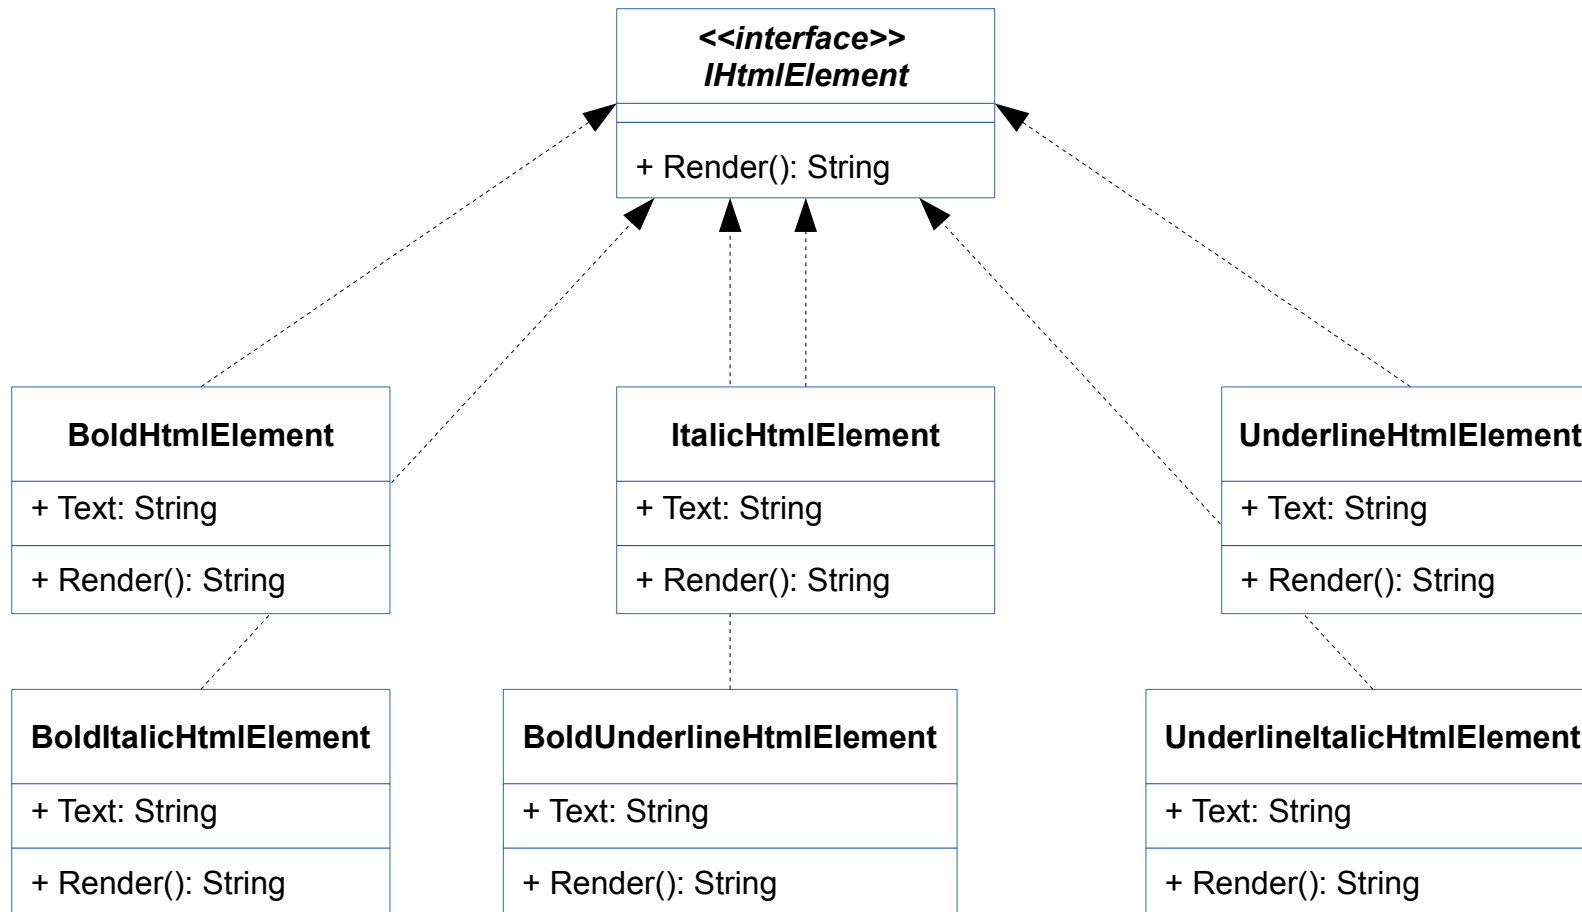 <<interface>>
IHtmlElement
+ Render(): String
BoldHtmlElement
+ Text: String
+ Render(): String
ItalicHtmlElement
+ Text: String
+ Render(): String
UnderlineHtmlElement
+ Text: String
+ Render(): String
BoldItalicHtmlElement
+ Text: String
+ Render(): String
BoldUnderlineHtmlElement
+ Text: String
+ Render(): String
UnderlineItalicHtmlElement
+ Text: String
+ Render(): String